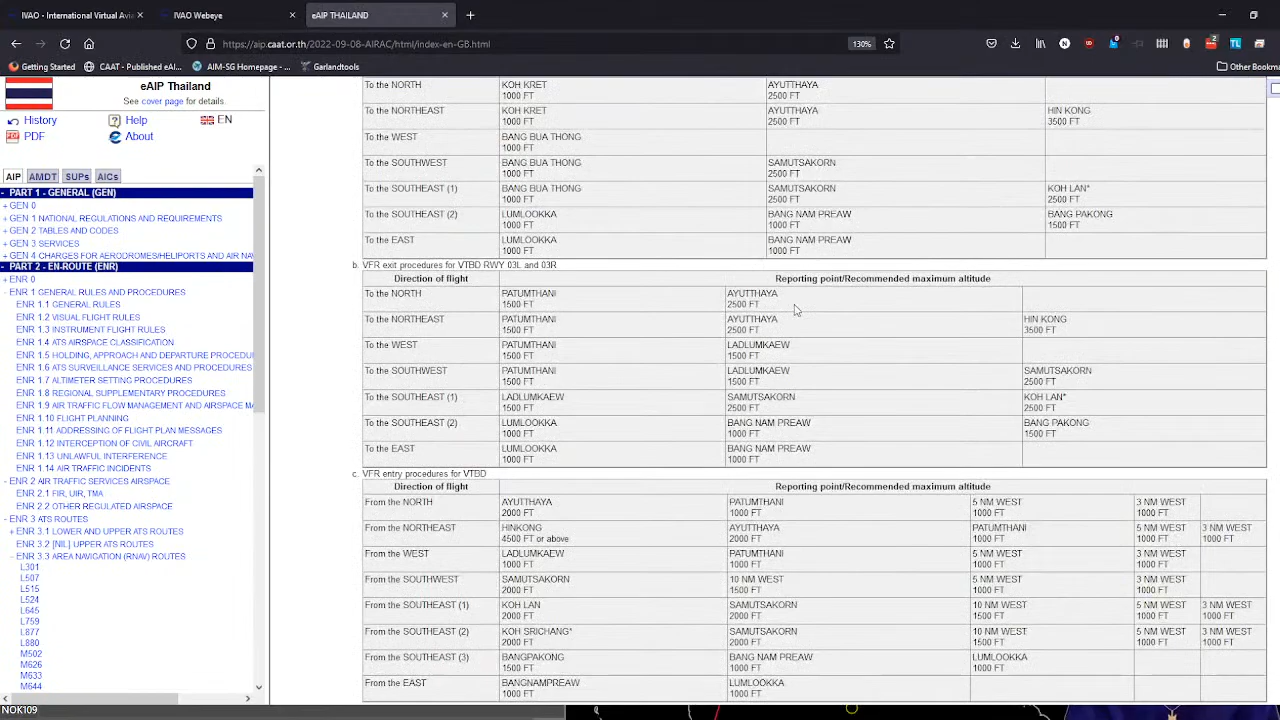 IVAO - International Virtual Avia
IVAO Webeye
eAIP THAILAND
https://aip.caat.or.th/2022-09-08-AIRAC/html/index-en-GB.html
130%
Getting Started
CAAT - Published eAI...
AIM-SG Homepage - ...
Garlandtools
Other Bookmar
eAIP Thailand
See cover page for details.
History
Help
EN
PDF
About
AIP AMDT SUPs AICs
- PART 1 - GENERAL (GEN)
+ GEN 0
+ GEN 1 NATIONAL REGULATIONS AND REQUIREMENTS
+ GEN 2 TABLES AND CODES
+ GEN 3 SERVICES
+ GEN 4 CHARGES FOR AERODROMES/HELIPORTS AND AIR NAV
- PART 2 - EN-ROUTE (ENR)
+ ENR 0
- ENR 1 GENERAL RULES AND PROCEDURES
ENR 1.1 GENERAL RULES
ENR 1.2 VISUAL FLIGHT RULES
ENR 1.3 INSTRUMENT FLIGHT RULES
ENR 1.4 ATS AIRSPACE CLASSIFICATION
ENR 1.5 HOLDING, APPROACH AND DEPARTURE PROCEDU
ENR 1.6 ATS SURVEILLANCE SERVICES AND PROCEDURES
ENR 1.7 ALTIMETER SETTING PROCEDURES
ENR 1.8 REGIONAL SUPPLEMENTARY PROCEDURES
ENR 1.9 AIR TRAFFIC FLOW MANAGEMENT AND AIRSPACE MA
ENR 1.10 FLIGHT PLANNING
ENR 1.11 ADDRESSING OF FLIGHT PLAN MESSAGES
ENR 1.12 INTERCEPTION OF CIVIL AIRCRAFT
ENR 1.13 UNLAWFUL INTERFERENCE
ENR 1.14 AIR TRAFFIC INCIDENTS
- ENR 2 AIR TRAFFIC SERVICES AIRSPACE
ENR 2.1 FIR, UIR, TMA
ENR 2.2 OTHER REGULATED AIRSPACE
- ENR 3 ATS ROUTES
+ ENR 3.1 LOWER AND UPPER ATS ROUTES
ENR 3.2 [NIL] UPPER ATS ROUTES
- ENR 3.3 AREA NAVIGATION (RNAV) ROUTES
L301
L507
L515
L524
L645
L759
L877
L880
M502
M626
M633
M644
NOK109
To the NORTH KOH KRET AYUTTHAYA
1000 FT 2500 FT
To the NORTHEAST KOH KRET AYUTTHAYA HIN KONG
1000 FT 2500 FT 3500 FT
To the WEST BANG BUA THONG
1000 FT
To the SOUTHWEST BANG BUA THONG SAMUTSAKORN
1000 FT 2500 FT
To the SOUTHEAST (1) BANG BUA THONG SAMUTSAKORN KOH LAN*
1000 FT 2500 FT 2500 FT
To the SOUTHEAST (2) LUMLOOKKA BANG NAM PREAW BANG PAKONG
1000 FT 1000 FT 1500 FT
To the EAST LUMLOOKKA BANG NAM PREAW
1000 FT 1000 FT
b. VFR exit procedures for VTBD RWY 03L and 03R
Direction of flight Reporting point/Recommended maximum altitude
To the NORTH PATUMTHANI AYUTTHAYA
1500 FT 2500 FT
To the NORTHEAST PATUMTHANI AYUTTHAYA HIN KONG
1500 FT 2500 FT 3500 FT
To the WEST PATUMTHANI LADLUMKAEW
1500 FT 1500 FT
To the SOUTHWEST PATUMTHANI LADLUMKAEW SAMUTSAKORN
1500 FT 1500 FT 2500 FT
To the SOUTHEAST (1) LADLUMKAEW SAMUTSAKORN KOH LAN*
1500 FT 2500 FT 2500 FT
To the SOUTHEAST (2) LUMLOOKKA BANG NAM PREAW BANG PAKONG
1000 FT 1000 FT 1500 FT
To the EAST LUMLOOKKA BANG NAM PREAW
1000 FT 1000 FT
c. VFR entry procedures for VTBD
Direction of flight Reporting point/Recommended maximum altitude
From the NORTH AYUTTHAYA PATUMTHANI 5 NM WEST 3 NM WEST
2000 FT 1000 FT 1000 FT 1000 FT
From the NORTHEAST HINKONG AYUTTHAYA PATUMTHANI 5 NM WEST 3 NM WEST
4500 FT or above 2000 FT 1000 FT 1000 FT 1000 FT
From the WEST LADLUMKAEW PATUMTHANI 5 NM WEST 3 NM WEST
1000 FT 1000 FT 1000 FT 1000 FT
From the SOUTHWEST SAMUTSAKORN 10 NM WEST 5 NM WEST 3 NM WEST
2000 FT 1500 FT 1000 FT 1000 FT
From the SOUTHEAST (1) KOH LAN SAMUTSAKORN 10 NM WEST 5 NM WEST 3 NM WEST
2000 FT 2000 FT 1500 FT 1000 FT 1000 FT
From the SOUTHEAST (2) KOH SRICHANG* SAMUTSAKORN 10 NM WEST 5 NM WEST 3 NM WEST
2000 FT 2000 FT 1500 FT 1000 FT 1000 FT
From the SOUTHEAST (3) BANGPAKONG BANG NAM PREAW LUMLOOKKA
1500 FT 1000 FT 1000 FT
From the EAST BANGNAMPREAW LUMLOOKKA
1000 FT 1000 FT